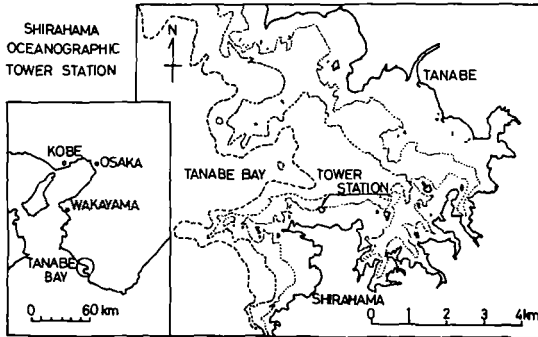 SHIRAHAMA
OCEANOGRAPHIC
TOWER STATION
N
TANABE
KOBE
OSAKA
WAKAYAMA
TANABE
BAY
0 60 km
TANABE BAY
TOWER
STATION
SHIRAHAMA
0 1 2 3 4km